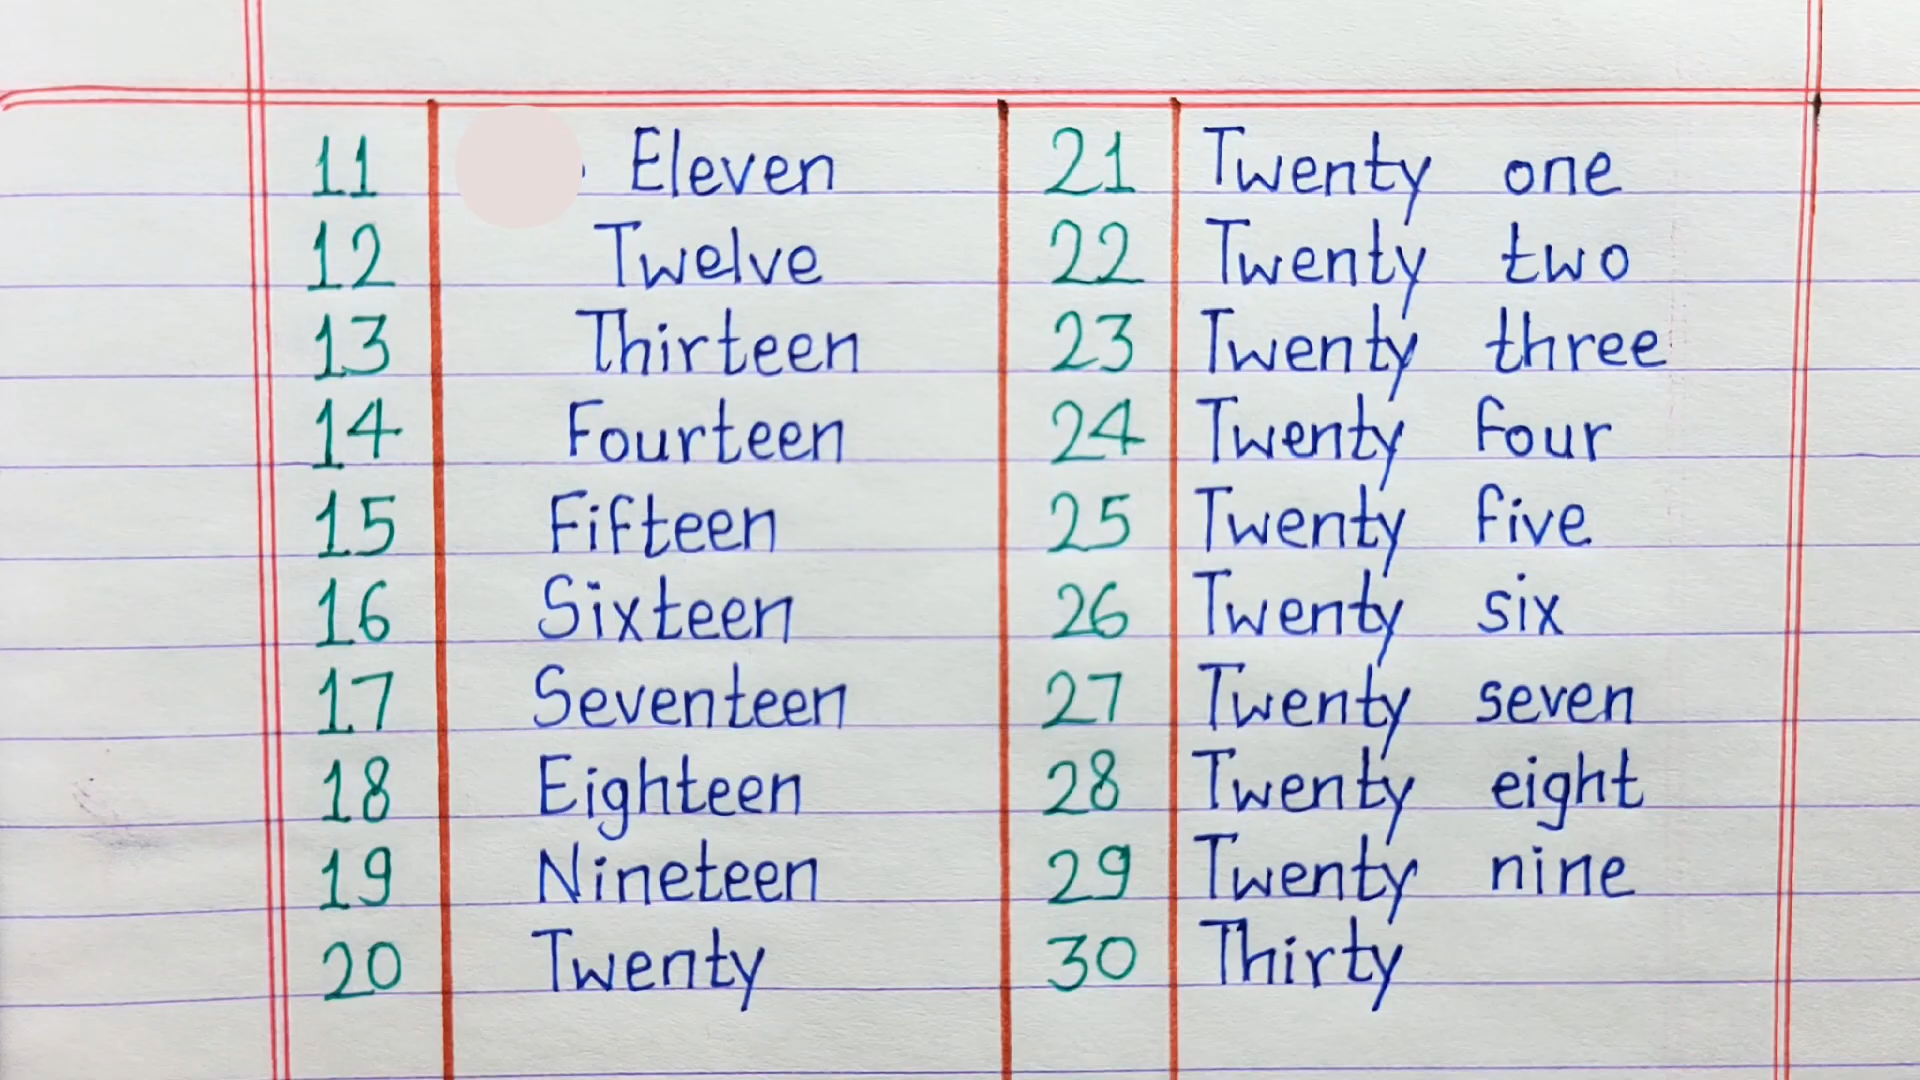 11 Eleven 21 Twenty one
12 Twelve 22 Twenty two
13 Thirteen 23 Twenty three
14 Fourteen 24 Twenty four
15 Fifteen 25 Twenty five
16 Sixteen 26 Twenty six
17 Seventeen 27 Twenty seven
18 Eighteen 28 Twenty eight
19 Nineteen 29 Twenty nine
20 Twenty 30 Thirty